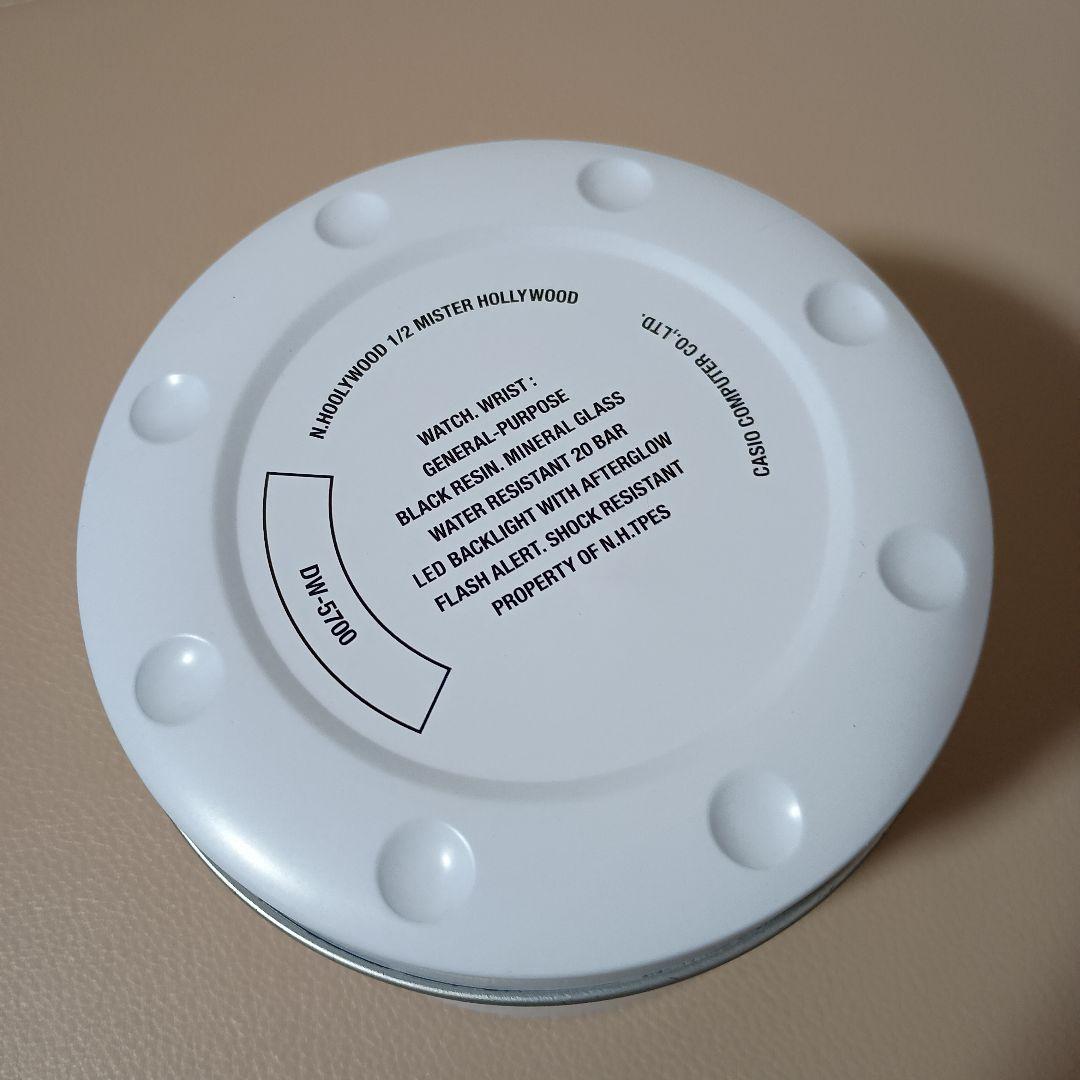 N.HOOLYWOOD 1/2 MISTER HOLLYWOOD
CASIO COMPUTER CO.,LTD.
WATCH. WRIST :
GENERAL-PURPOSE
BLACK RESIN. MINERAL GLASS
WATER RESISTANT 20 BAR
LED BACKLIGHT WITH AFTERGLOW
FLASH ALERT. SHOCK RESISTANT
PROPERTY OF N.H.TPES
DW-5700